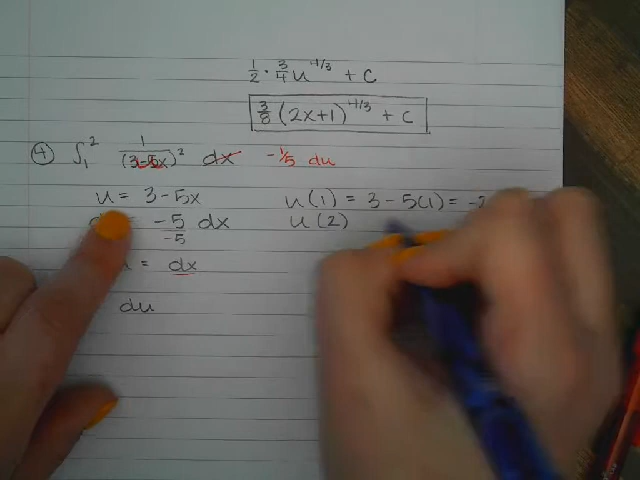 1/2 · 3/4 u^4/3 + C
3/8 (2x+1)^4/3 + C
④ ∫₁² 1/(3-5x)² dx -1/5 du
u = 3 - 5x u(1) = 3 - 5(1) = -2
-5/-5 dx u(2)
= dx
du